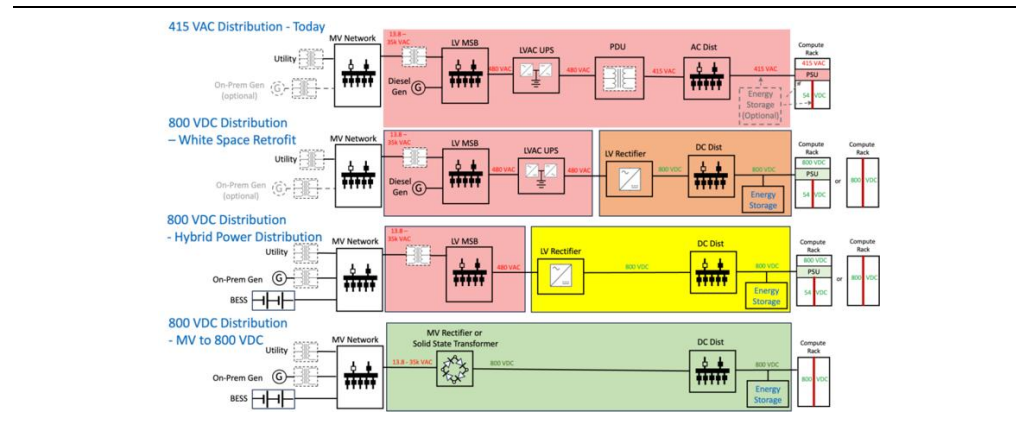 415 VAC Distribution - Today
MV Network
Utility
On-Prem Gen
(optional)
G
13.8 –
35k VAC
LV MSB
Diesel
Gen
G
480 VAC
LVAC UPS
480 VAC
PDU
415 VAC
AC Dist
415 VAC
Energy
Storage
(Optional)
Compute
Rack
415 VAC
PSU
54 VDC
800 VDC Distribution
– White Space Retrofit
MV Network
Utility
On-Prem Gen
(optional)
G
13.8 –
35k VAC
LV MSB
Diesel
Gen
G
480 VAC
LVAC UPS
480 VAC
LV Rectifier
800 VDC
DC Dist
800 VDC
Energy
Storage
Compute
Rack
800 VDC
PSU
54 VDC
or
Compute
Rack
800 VDC
800 VDC Distribution
- Hybrid Power Distribution
MV Network
Utility
On-Prem Gen
G
BESS
13.8 –
35k VAC
LV MSB
480 VAC
LV Rectifier
800 VDC
DC Dist
800 VDC
Energy
Storage
Compute
Rack
800 VDC
PSU
54 VDC
or
Compute
Rack
800 VDC
800 VDC Distribution
- MV to 800 VDC
MV Network
Utility
On-Prem Gen
G
BESS
13.8 - 35k VAC
MV Rectifier or
Solid State Transformer
800 VDC
DC Dist
800 VDC
Energy
Storage
Compute
Rack
800 VDC